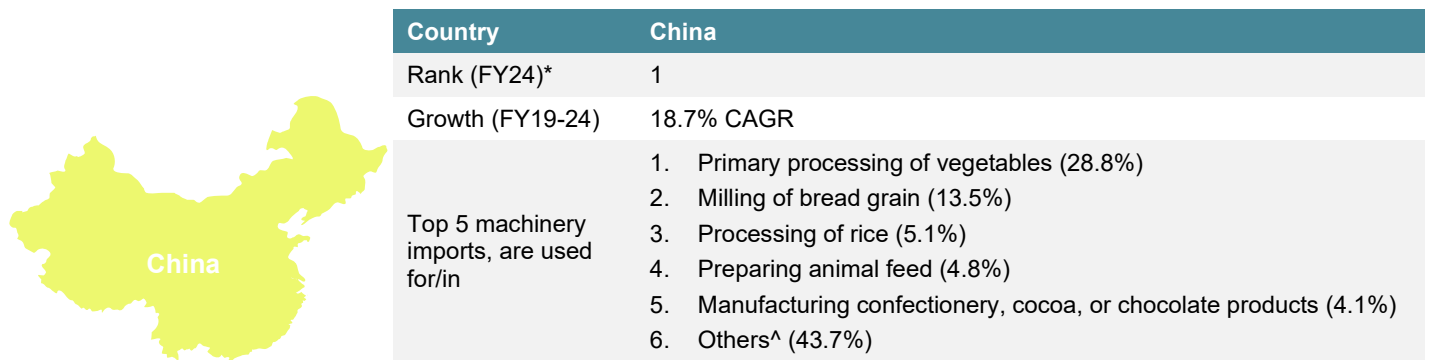 Country China
Rank (FY24)* 1
Growth (FY19-24) 18.7% CAGR
Top 5 machinery
imports, are used
for/in
1. Primary processing of vegetables (28.8%)
2. Milling of bread grain (13.5%)
3. Processing of rice (5.1%)
4. Preparing animal feed (4.8%)
5. Manufacturing confectionery, cocoa, or chocolate products (4.1%)
6. Others^ (43.7%)
China